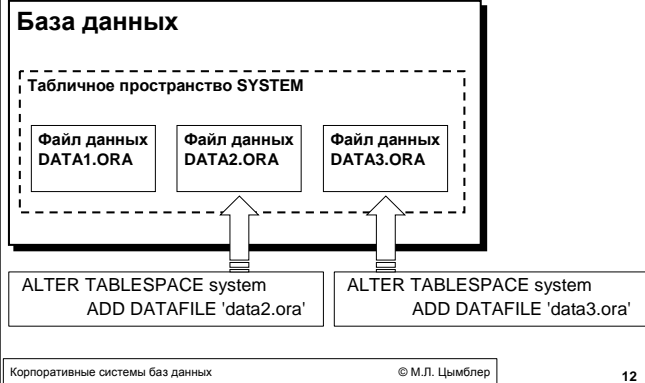 База данных
Табличное пространство SYSTEM
Файл данных
DATA1.ORA
Файл данных
DATA2.ORA
Файл данных
DATA3.ORA
ALTER TABLESPACE system
ADD DATAFILE 'data2.ora'
ALTER TABLESPACE system
ADD DATAFILE 'data3.ora'
Корпоративные системы баз данных
© М.Л. Цымблер
12